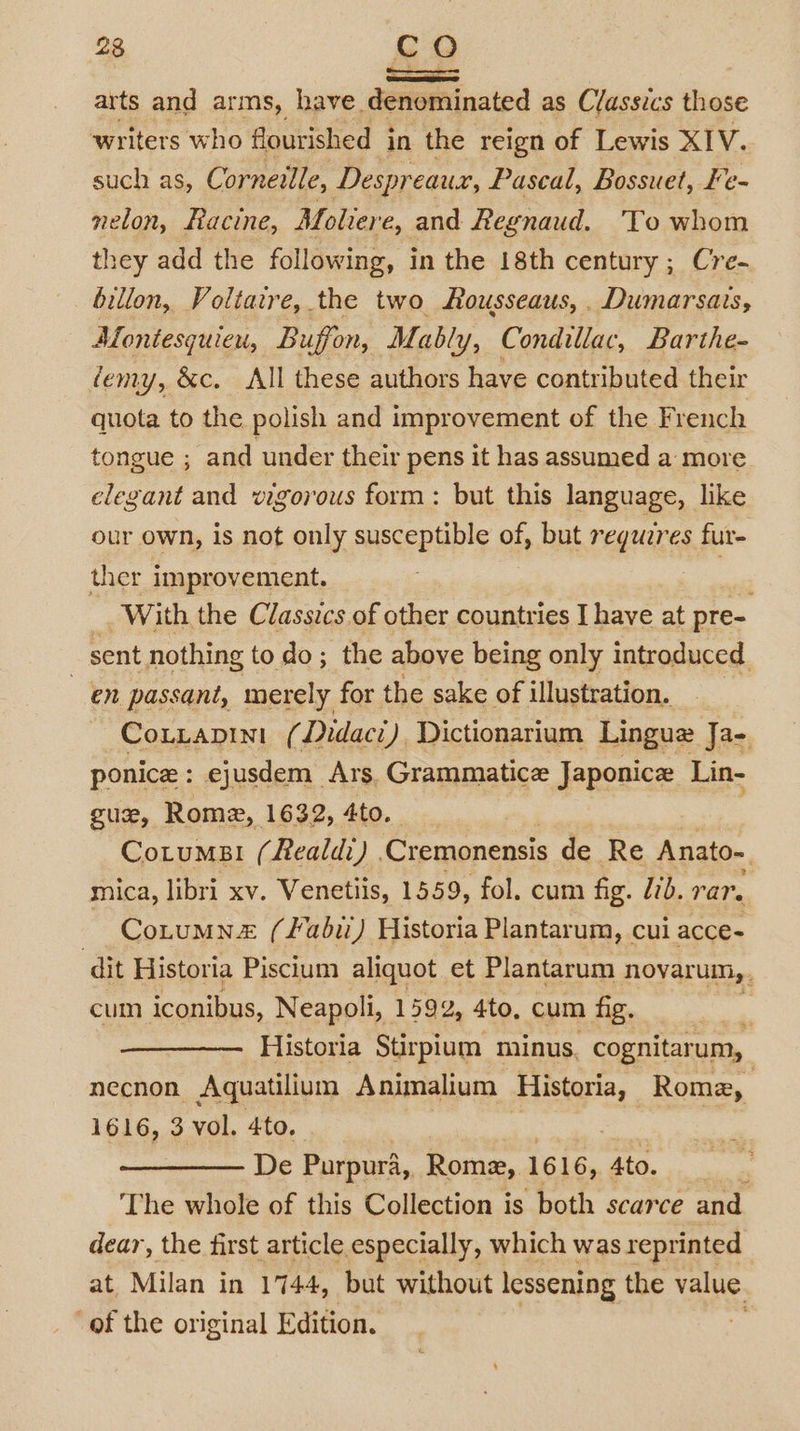 28 CO
arts and arms, have denominated as Classics those
writers who flourished in the reign of Lewis XIV.
such as, Corneille, Despreaux, Pascal, Bossuet, Fe-
nelon, Racine, Moliere, and Regnaud. To whom
they add the following, in the 18th century; Cre-
billon, Voltaire, the two Rousseaus, Dumarsais,
Montesquieu, Buffon, Mably, Condillac, Barthe-
lemy, &c. All these authors have contributed their
quota to the polish and improvement of the French
tongue; and under their pens it has assumed a more
elegant and vigorous form: but this language, like
our own, is not only susceptible of, but requires fur-
ther improvement.
With the Classics of other countries I have at pre-
sent nothing to do; the above being only introduced
en passant, merely for the sake of illustration.
COLLADINI (Didaci) Dictionarium Linguæ Ja-
ponicæ: ejusdem Ars Grammaticæ Japonicæ Lin-
guæ, Romæ, 1632, 4to.
COLUMBI (Realdi) Cremonensis de Re Anato-
mica, libri xv. Venetiis, 1559, fol. cum fig. lib. rar.
COLUMNÆ (Fabii) Historia Plantarum, cui acce-
dit Historia Piscium aliquot et Plantarum novarum,
cum iconibus, Neapoli, 1592, 4to. cum fig.
——— Historia Stirpium minus cognitarum,
necnon Aquatilium Animalium Historia, Romæ,
1616, 3 vol. 4to.
——— De Purpurâ, Romæ, 1616, 4to.
The whole of this Collection is both scarce and
dear, the first article especially, which was reprinted
at Milan in 1744, but without lessening the value
of the original Edition.